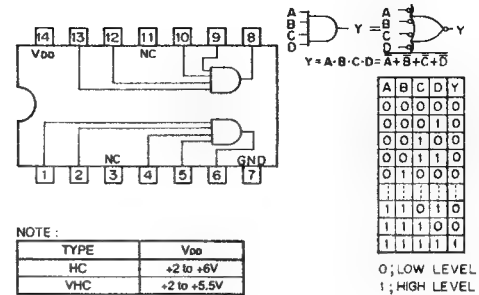 14 13 12 11 10 9 8
VDD NC
NC GND
1 2 3 4 5 6 7
A
B
C
D
Y
=
A
B
C
D
Y
Y = A·B·C·D= A̅+B̅+C̅+D̅
A B C D Y
0 0 0 0 0
0 0 0 1 0
0 0 1 0 0
0 0 1 1 0
0 1 0 0 0
1 1 0 1 0
1 1 1 0 0
1 1 1 1 1
0 ; LOW LEVEL
1 ; HIGH LEVEL
NOTE :
TYPE VDD
HC +2 to +6V
VHC +2 to +5.5V